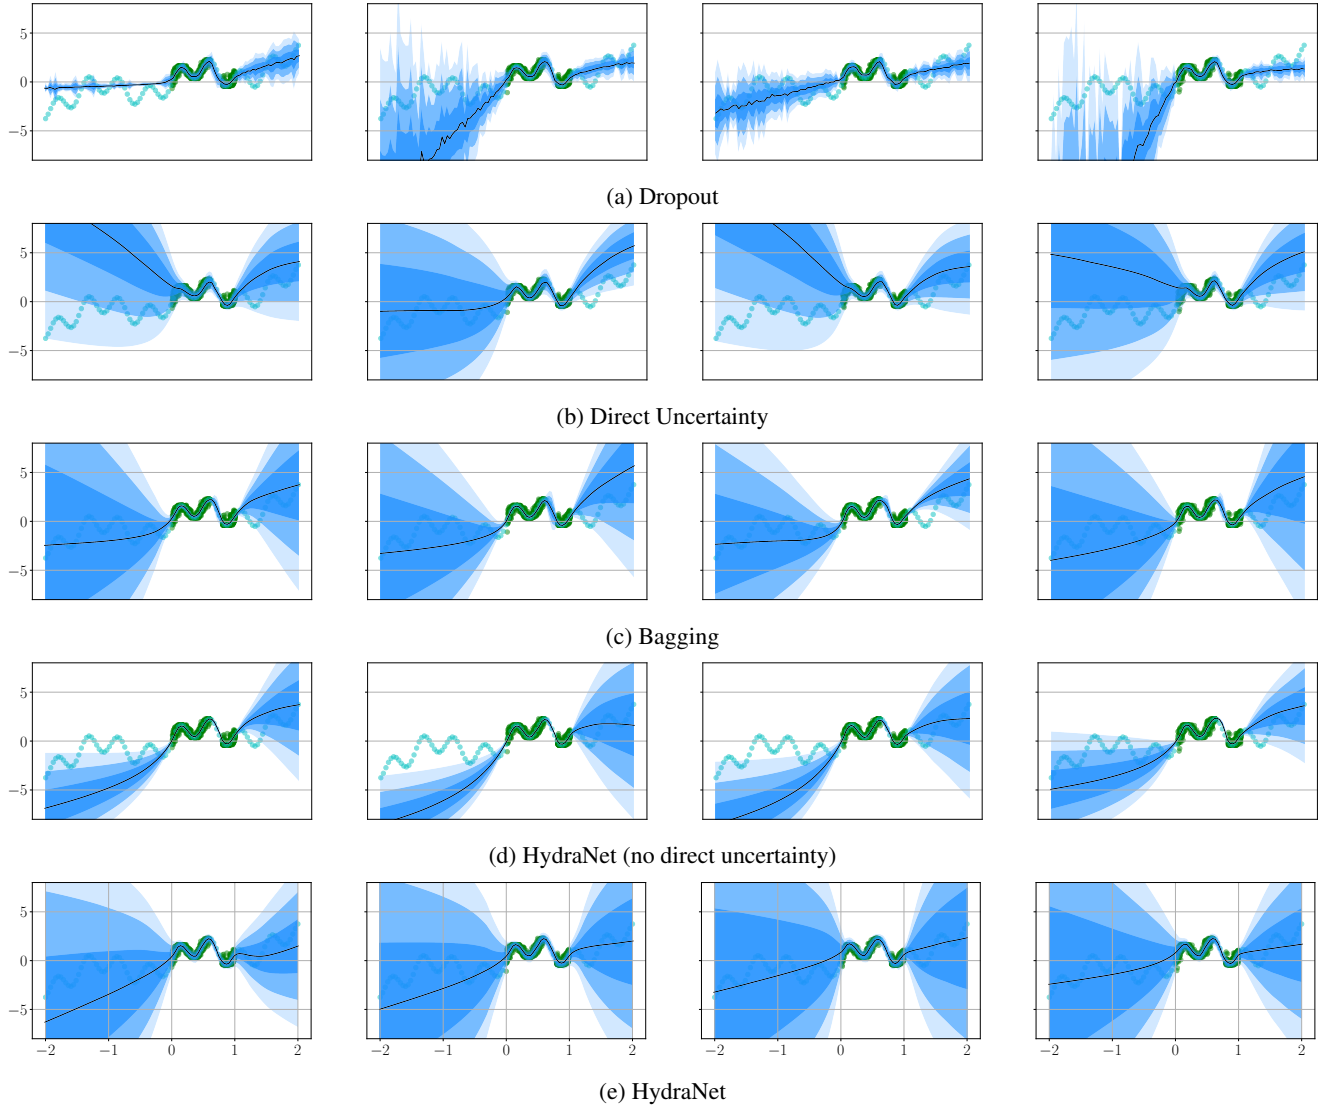 5
0
−5
(a) Dropout
5
0
−5
(b) Direct Uncertainty
5
0
−5
(c) Bagging
5
0
−5
(d) HydraNet (no direct uncertainty)
5
0
−5
−2 −1 0 1 2 −2 −1 0 1 2 −2 −1 0 1 2 −2 −1 0 1 2
(e) HydraNet